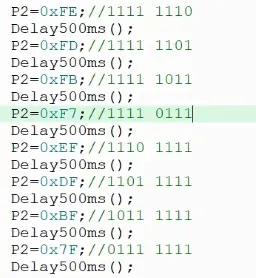 P2=0xFE;//1111 1110
Delay500ms();
P2=0xFD;//1111 1101
Delay500ms();
P2=0xFB;//1111 1011
Delay500ms();
P2=0xF7;//1111 0111
Delay500ms();
P2=0xEF;//1110 1111
Delay500ms();
P2=0xDF;//1101 1111
Delay500ms();
P2=0xBF;//1011 1111
Delay500ms();
P2=0x7F;//0111 1111
Delay500ms();